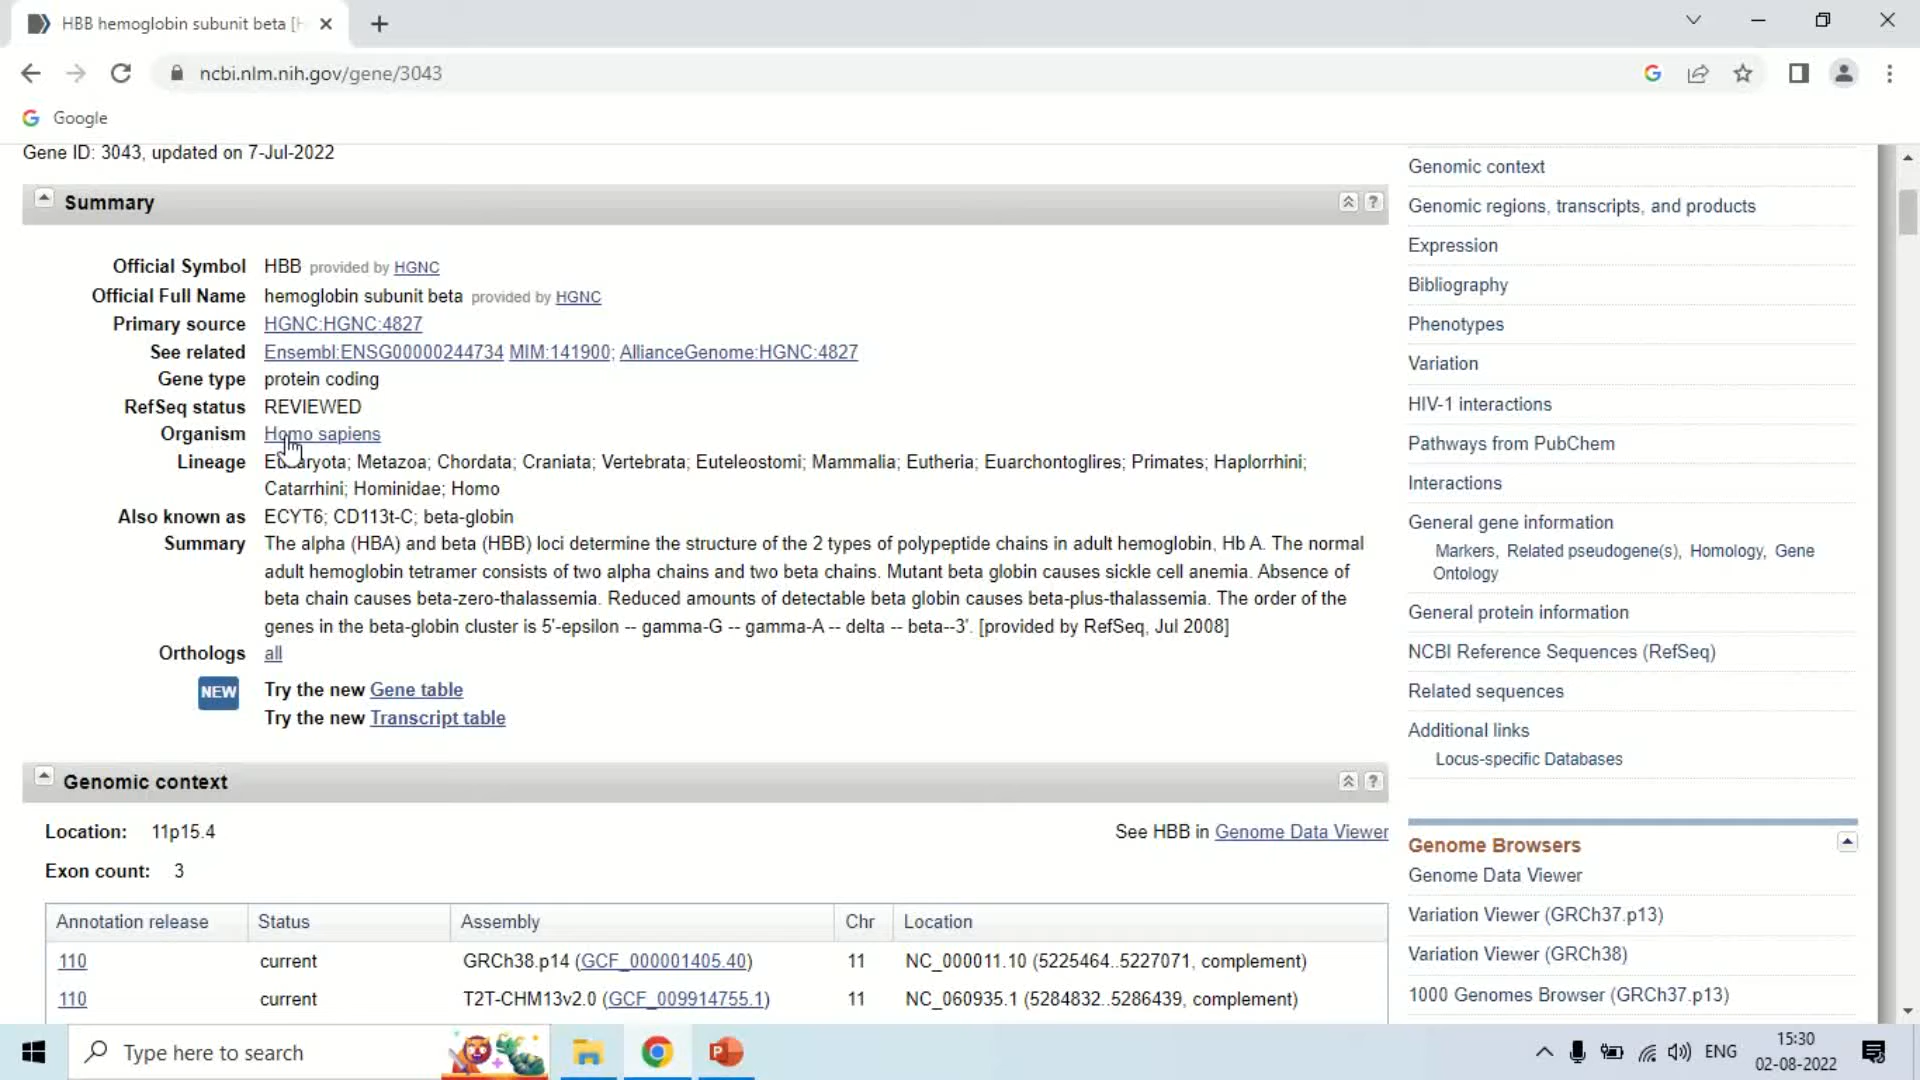 HBB hemoglobin subunit beta [H
ncbi.nlm.nih.gov/gene/3043
Google
Gene ID: 3043, updated on 7-Jul-2022
Summary
Official Symbol HBB provided by HGNC
Official Full Name hemoglobin subunit beta provided by HGNC
Primary source HGNC:HGNC:4827
See related Ensembl:ENSG00000244734 MIM:141900; AllianceGenome:HGNC:4827
Gene type protein coding
RefSeq status REVIEWED
Organism Homo sapiens
Lineage Eukaryota; Metazoa; Chordata; Craniata; Vertebrata; Euteleostomi; Mammalia; Eutheria; Euarchontoglires; Primates; Haplorrhini;
Catarrhini; Hominidae; Homo
Also known as ECYT6; CD113t-C; beta-globin
Summary The alpha (HBA) and beta (HBB) loci determine the structure of the 2 types of polypeptide chains in adult hemoglobin, Hb A. The normal
adult hemoglobin tetramer consists of two alpha chains and two beta chains. Mutant beta globin causes sickle cell anemia. Absence of
beta chain causes beta-zero-thalassemia. Reduced amounts of detectable beta globin causes beta-plus-thalassemia. The order of the
genes in the beta-globin cluster is 5'-epsilon -- gamma-G -- gamma-A -- delta -- beta--3'. [provided by RefSeq, Jul 2008]
Orthologs all
NEW Try the new Gene table
Try the new Transcript table
Genomic context
Location: 11p15.4
See HBB in Genome Data Viewer
Exon count: 3
Annotation release Status Assembly Chr Location
110 current GRCh38.p14 (GCF_000001405.40) 11 NC_000011.10 (5225464..5227071, complement)
110 current T2T-CHM13v2.0 (GCF_009914755.1) 11 NC_060935.1 (5284832..5286439, complement)
Genomic context
Genomic regions, transcripts, and products
Expression
Bibliography
Phenotypes
Variation
HIV-1 interactions
Pathways from PubChem
Interactions
General gene information
Markers, Related pseudogene(s), Homology, Gene
Ontology
General protein information
NCBI Reference Sequences (RefSeq)
Related sequences
Additional links
Locus-specific Databases
Genome Browsers
Genome Data Viewer
Variation Viewer (GRCh37.p13)
Variation Viewer (GRCh38)
1000 Genomes Browser (GRCh37.p13)
Type here to search
ENG
15:30
02-08-2022